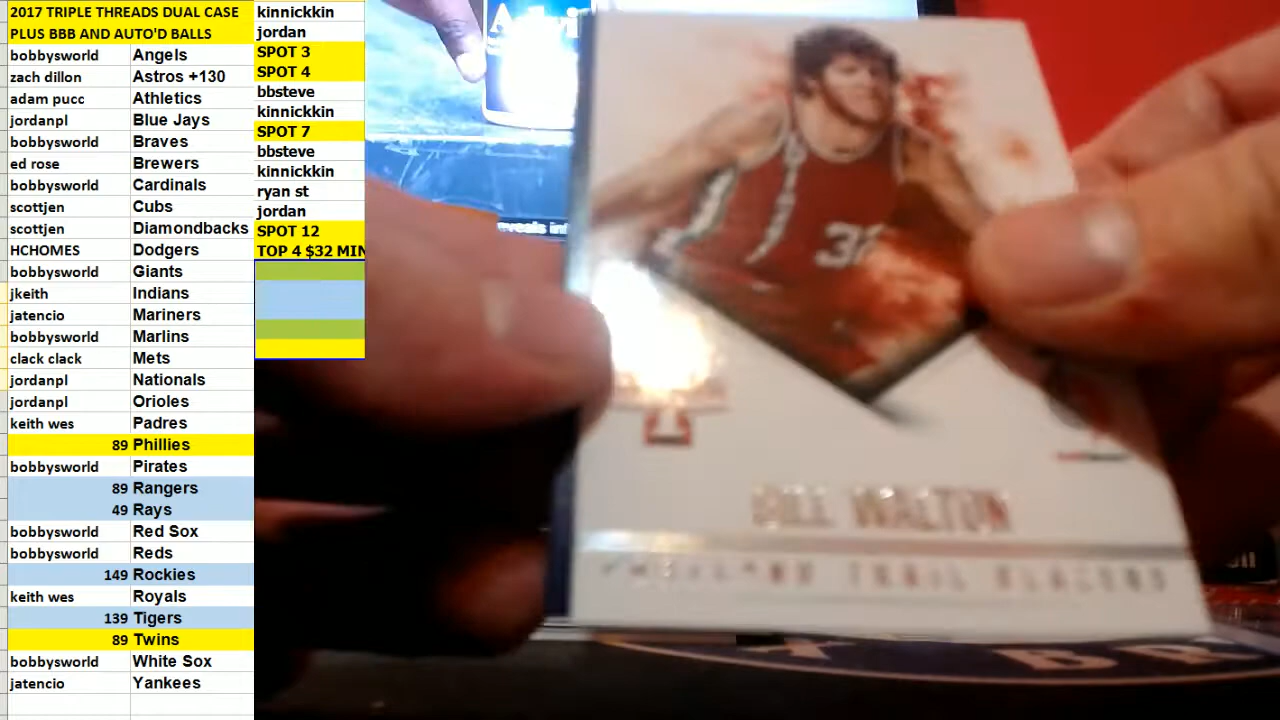 2017 TRIPLE THREADS DUAL CASE
PLUS BBB AND AUTO'D BALLS
bobbysworld Angels
zach dillon Astros +130
adam pucc Athletics
jordanpl Blue Jays
bobbysworld Braves
ed rose Brewers
bobbysworld Cardinals
scottjen Cubs
scottjen Diamondbacks
HCHOMES Dodgers
bobbysworld Giants
jkeith Indians
jatencio Mariners
bobbysworld Marlins
clack clack Mets
jordanpl Nationals
jordanpl Orioles
keith wes Padres
89 Phillies
bobbysworld Pirates
89 Rangers
49 Rays
bobbysworld Red Sox
bobbysworld Reds
149 Rockies
keith wes Royals
139 Tigers
89 Twins
bobbysworld White Sox
jatencio Yankees
kinnickkin
jordan
SPOT 3
SPOT 4
bbsteve
kinnickkin
SPOT 7
bbsteve
kinnickkin
ryan st
jordan
SPOT 12
TOP 4 $32 MIN
32
BILL WALTON
PORTLAND TRAIL BLAZERS